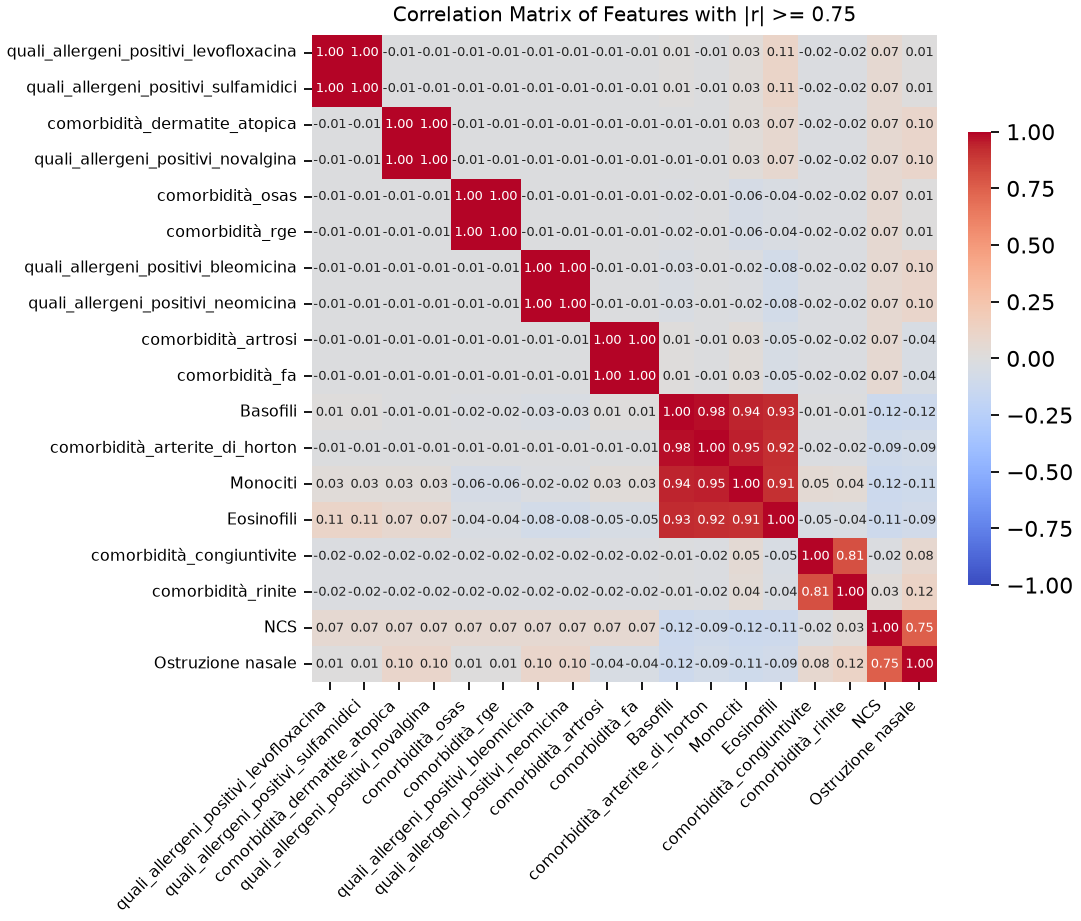 Correlation Matrix of Features with |r| >= 0.75
quali_allergeni_positivi_levofloxacina 1.00 1.00 -0.01 -0.01 -0.01 -0.01 -0.01 -0.01 -0.01 -0.01 0.01 -0.01 0.03 0.11 -0.02 -0.02 0.07 0.01
quali_allergeni_positivi_sulfamidici 1.00 1.00 -0.01 -0.01 -0.01 -0.01 -0.01 -0.01 -0.01 -0.01 0.01 -0.01 0.03 0.11 -0.02 -0.02 0.07 0.01
comorbidità_dermatite_atopica -0.01 -0.01 1.00 1.00 -0.01 -0.01 -0.01 -0.01 -0.01 -0.01 -0.01 -0.01 0.03 0.07 -0.02 -0.02 0.07 0.10
quali_allergeni_positivi_novalgina -0.01 -0.01 1.00 1.00 -0.01 -0.01 -0.01 -0.01 -0.01 -0.01 -0.01 -0.01 0.03 0.07 -0.02 -0.02 0.07 0.10
comorbidità_osas -0.01 -0.01 -0.01 -0.01 1.00 1.00 -0.01 -0.01 -0.01 -0.01 -0.02 -0.01 -0.06 -0.04 -0.02 -0.02 0.07 0.01
comorbidità_rge -0.01 -0.01 -0.01 -0.01 1.00 1.00 -0.01 -0.01 -0.01 -0.01 -0.02 -0.01 -0.06 -0.04 -0.02 -0.02 0.07 0.01
quali_allergeni_positivi_bleomicina -0.01 -0.01 -0.01 -0.01 -0.01 -0.01 1.00 1.00 -0.01 -0.01 -0.03 -0.01 -0.02 -0.08 -0.02 -0.02 0.07 0.10
quali_allergeni_positivi_neomicina -0.01 -0.01 -0.01 -0.01 -0.01 -0.01 1.00 1.00 -0.01 -0.01 -0.03 -0.01 -0.02 -0.08 -0.02 -0.02 0.07 0.10
comorbidità_artrosi -0.01 -0.01 -0.01 -0.01 -0.01 -0.01 -0.01 -0.01 1.00 1.00 0.01 -0.01 0.03 -0.05 -0.02 -0.02 0.07 -0.04
comorbidità_fa -0.01 -0.01 -0.01 -0.01 -0.01 -0.01 -0.01 -0.01 1.00 1.00 0.01 -0.01 0.03 -0.05 -0.02 -0.02 0.07 -0.04
Basofili 0.01 0.01 -0.01 -0.01 -0.02 -0.02 -0.03 -0.03 0.01 0.01 1.00 0.98 0.94 0.93 -0.01 -0.01 -0.12 -0.12
comorbidità_arterite_di_horton -0.01 -0.01 -0.01 -0.01 -0.01 -0.01 -0.01 -0.01 -0.01 -0.01 0.98 1.00 0.95 0.92 -0.02 -0.02 -0.09 -0.09
Monociti 0.03 0.03 0.03 0.03 -0.06 -0.06 -0.02 -0.02 0.03 0.03 0.94 0.95 1.00 0.91 0.05 0.04 -0.12 -0.11
Eosinofili 0.11 0.11 0.07 0.07 -0.04 -0.04 -0.08 -0.08 -0.05 -0.05 0.93 0.92 0.91 1.00 -0.05 -0.04 -0.11 -0.09
comorbidità_congiuntivite -0.02 -0.02 -0.02 -0.02 -0.02 -0.02 -0.02 -0.02 -0.02 -0.02 -0.01 -0.02 0.05 -0.05 1.00 0.81 -0.02 0.08
comorbidità_rinite -0.02 -0.02 -0.02 -0.02 -0.02 -0.02 -0.02 -0.02 -0.02 -0.02 -0.01 -0.02 0.04 -0.04 0.81 1.00 0.03 0.12
NCS 0.07 0.07 0.07 0.07 0.07 0.07 0.07 0.07 0.07 0.07 -0.12 -0.09 -0.12 -0.11 -0.02 0.03 1.00 0.75
Ostruzione nasale 0.01 0.01 0.10 0.10 0.01 0.01 0.10 0.10 -0.04 -0.04 -0.12 -0.09 -0.11 -0.09 0.08 0.12 0.75 1.00
quali_allergeni_positivi_levofloxacina
quali_allergeni_positivi_sulfamidici
comorbidità_dermatite_atopica
quali_allergeni_positivi_novalgina
comorbidità_osas
comorbidità_rge
quali_allergeni_positivi_bleomicina
quali_allergeni_positivi_neomicina
comorbidità_artrosi
comorbidità_fa
Basofili
comorbidità_arterite_di_horton
Monociti
Eosinofili
comorbidità_congiuntivite
comorbidità_rinite
NCS
Ostruzione nasale
1.00
0.75
0.50
0.25
0.00
−0.25
−0.50
−0.75
−1.00